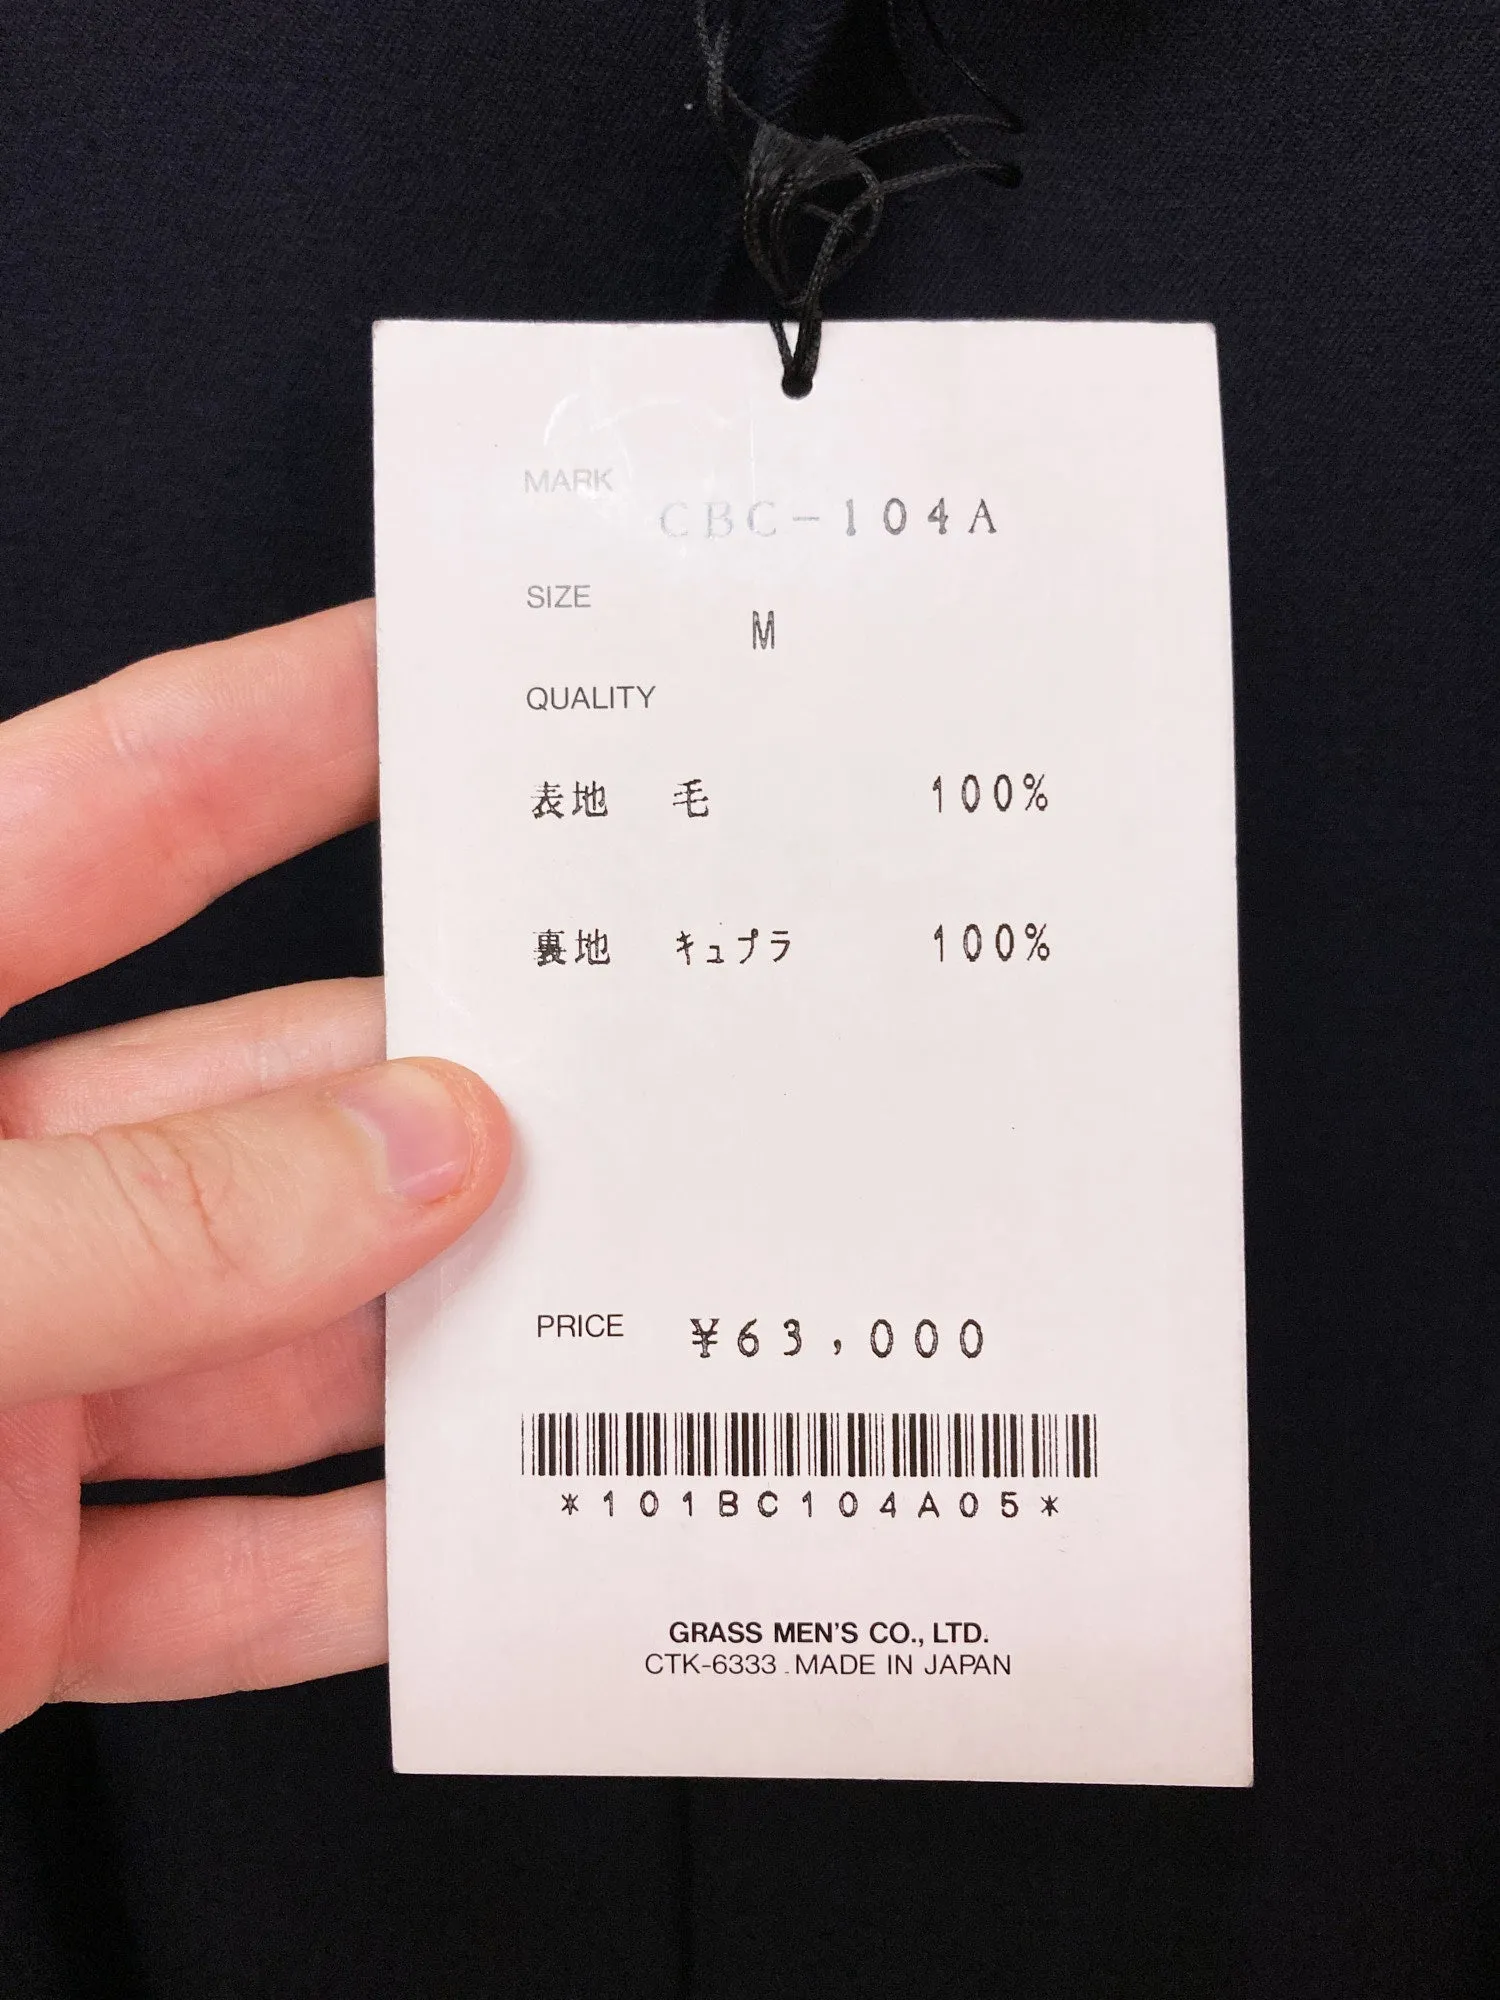 MARK
CBC-104A
SIZE
M
QUALITY
表地 毛 100%
裏地 キュプラ 100%
PRICE ¥63,000
*101BC104A05*
GRASS MEN'S CO., LTD.
CTK-6333 . MADE IN JAPAN